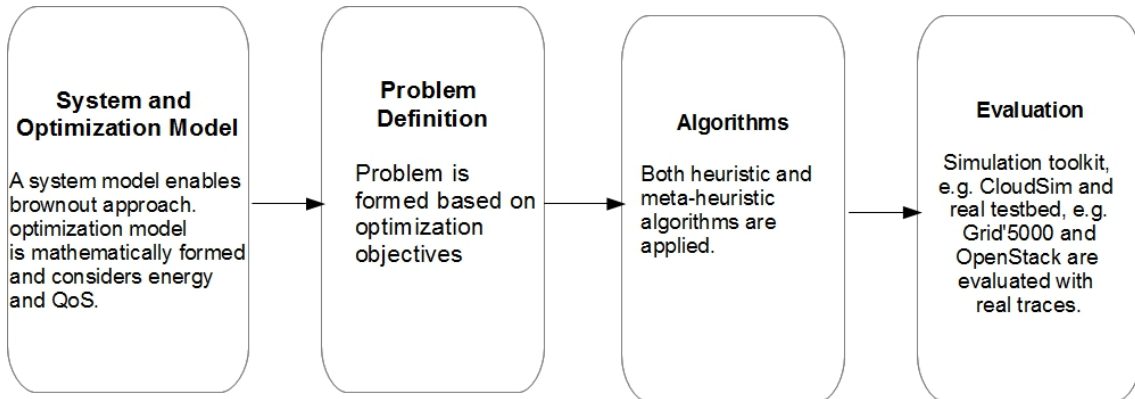 System and
Optimization Model
A system model enables
brownout approach.
optimization model
is mathematically formed
and considers energy
and QoS.
Problem
Definition
Problem is
formed based on
optimization
objectives
Algorithms
Both heuristic and
meta-heuristic
algorithms are
applied.
Evaluation
Simulation toolkit,
e.g. CloudSim and
real testbed, e.g.
Grid'5000 and
OpenStack are
evaluated with
real traces.